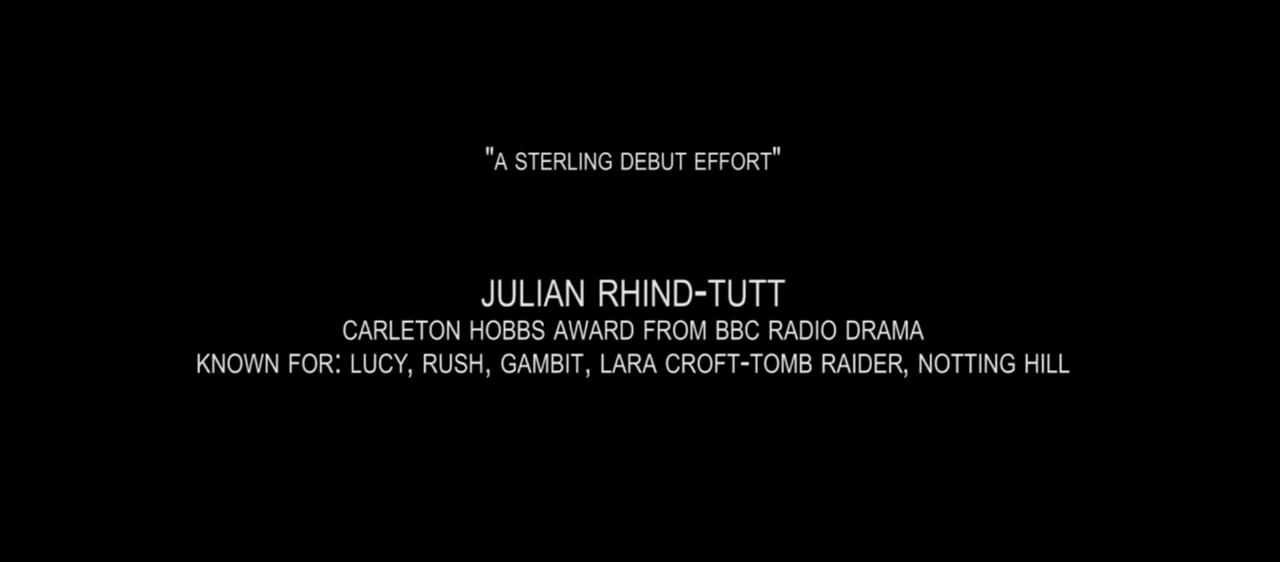 "A STERLING DEBUT EFFORT"
JULIAN RHIND-TUTT
CARLETON HOBBS AWARD FROM BBC RADIO DRAMA
KNOWN FOR: LUCY, RUSH, GAMBIT, LARA CROFT-TOMB RAIDER, NOTTING HILL